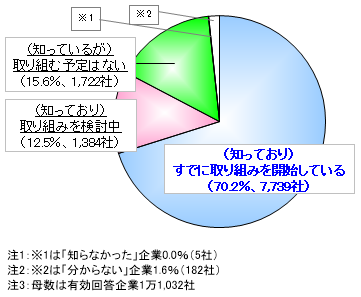 ※1
※2
(知っているが)
取り組む予定はない
(15.6%、1,722社)
(知っており)
取り組みを検討中
(12.5%、1,384社)
(知っており)
すでに取り組みを開始している
(70.2%、7,739社)
注1:※1は「知らなかった」企業0.0%(5社)
注2:※2は「分からない」企業1.6%(182社)
注3:母数は有効回答企業1万1,032社